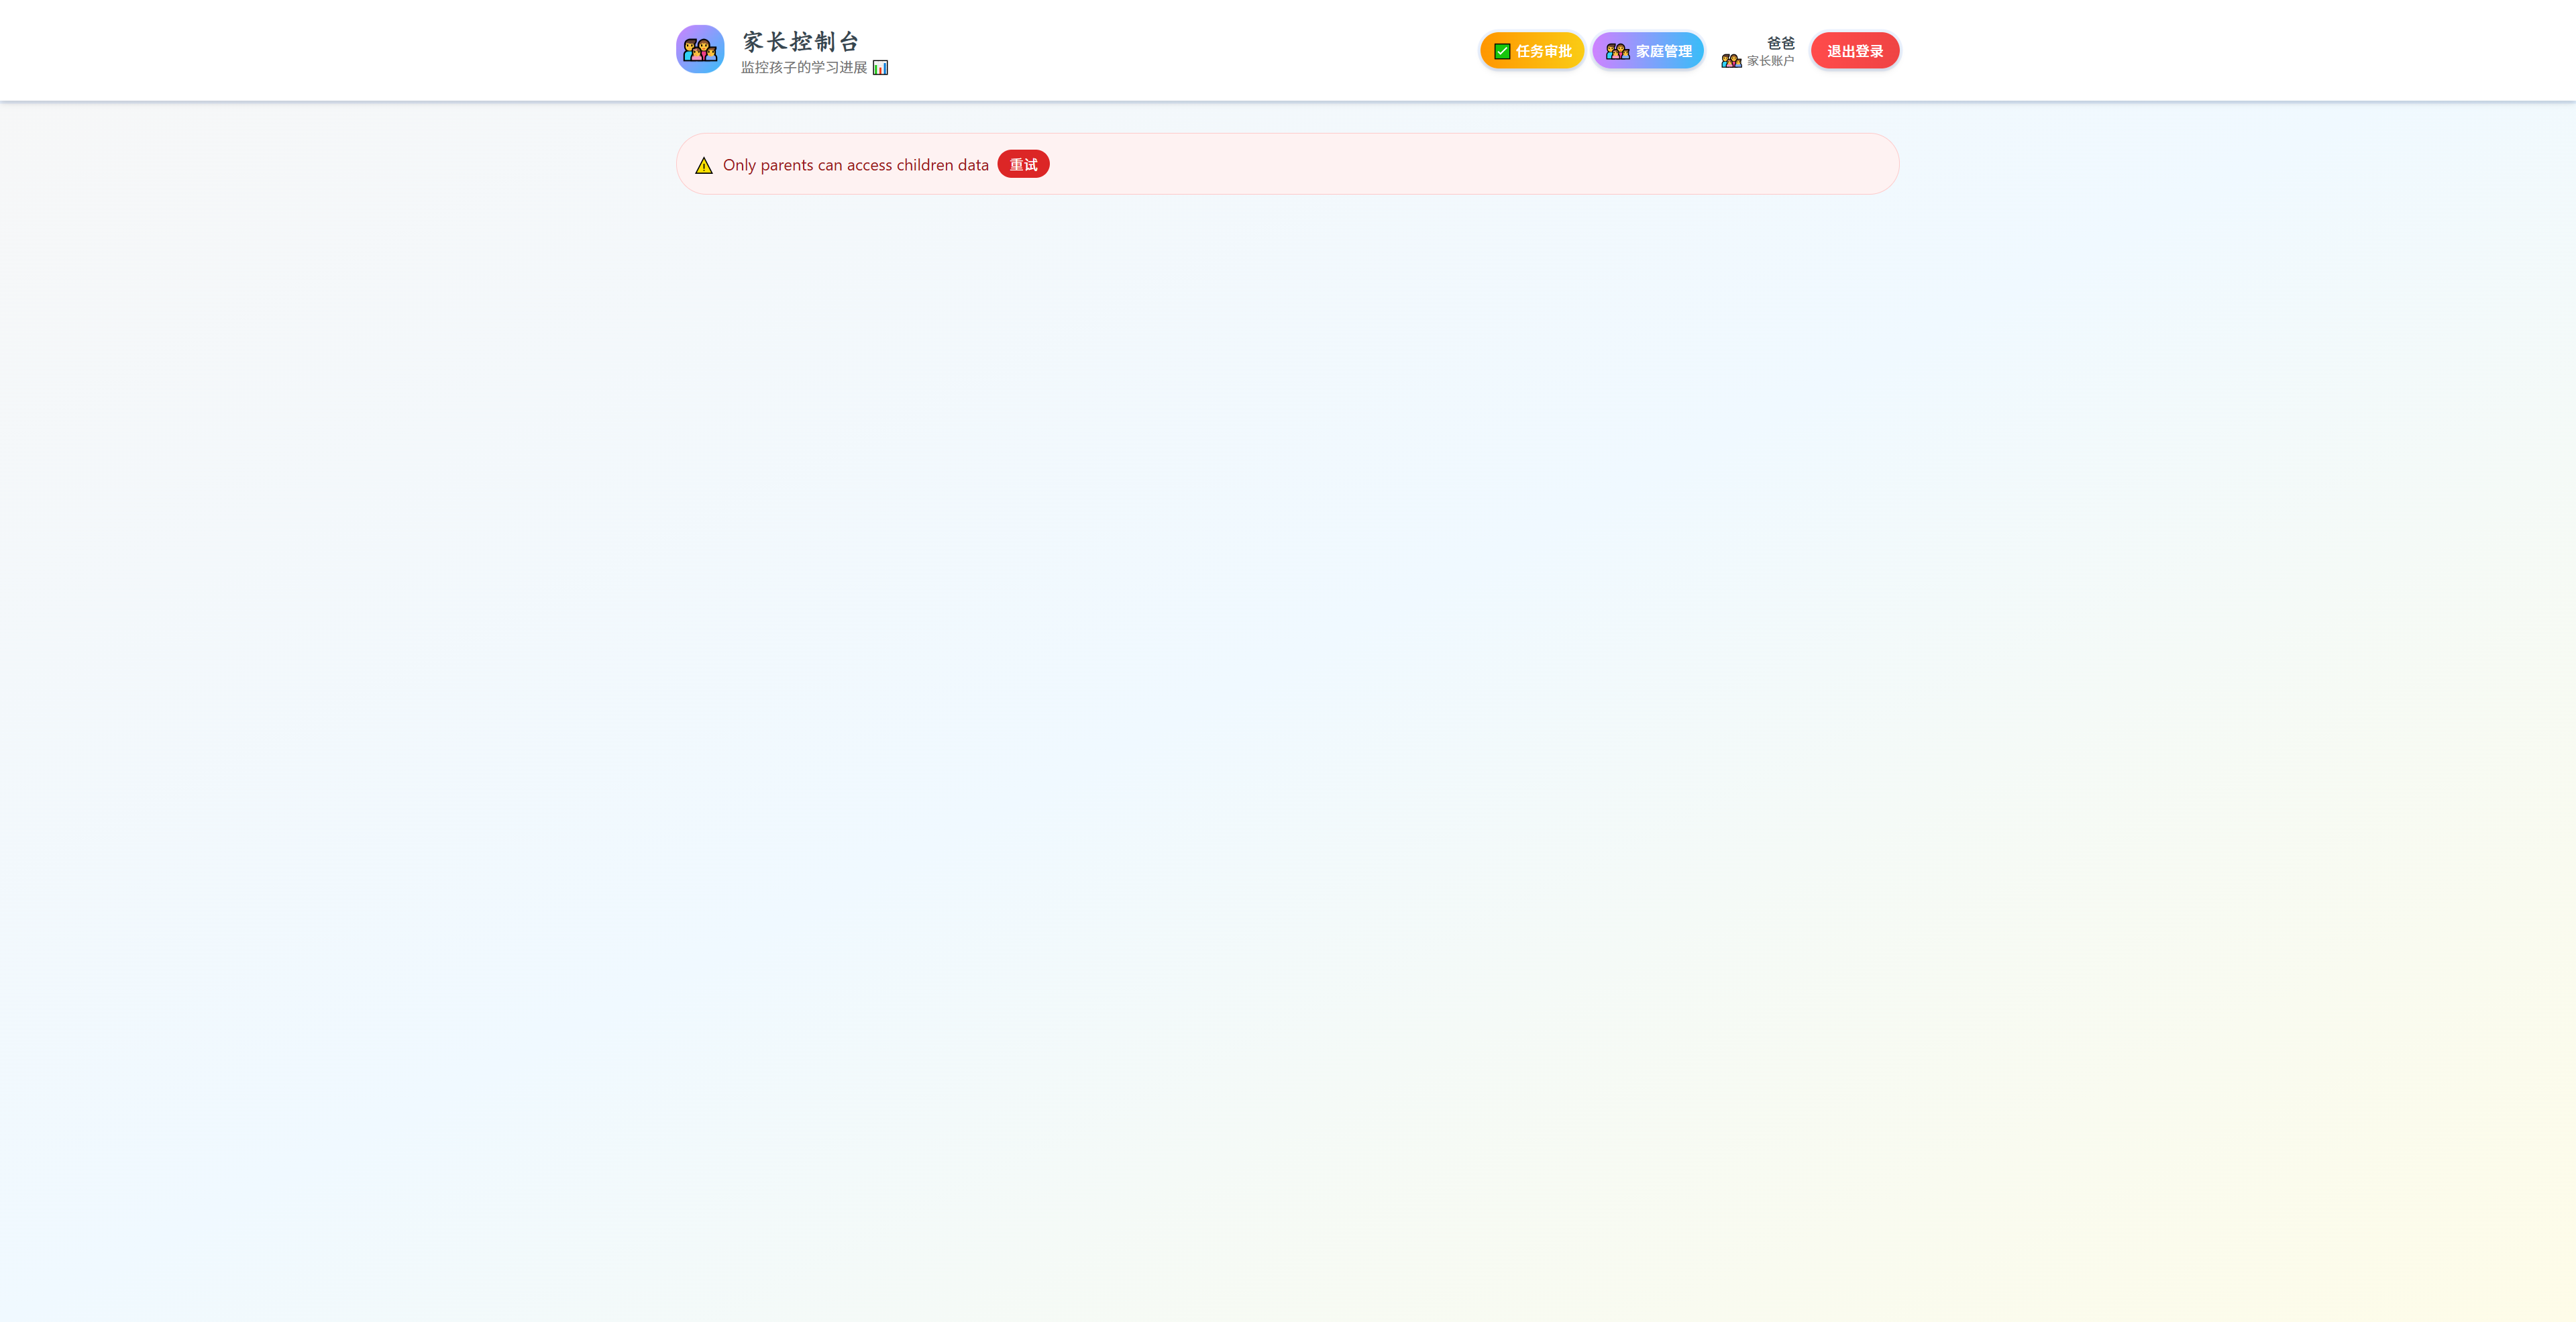 家长控制台
监控孩子的学习进展 📊
✅ 任务审批
👨‍👩‍👧‍👦 家庭管理
爸爸
👨‍👩‍👧‍👦 家长账户
退出登录
⚠️ Only parents can access children data
重试